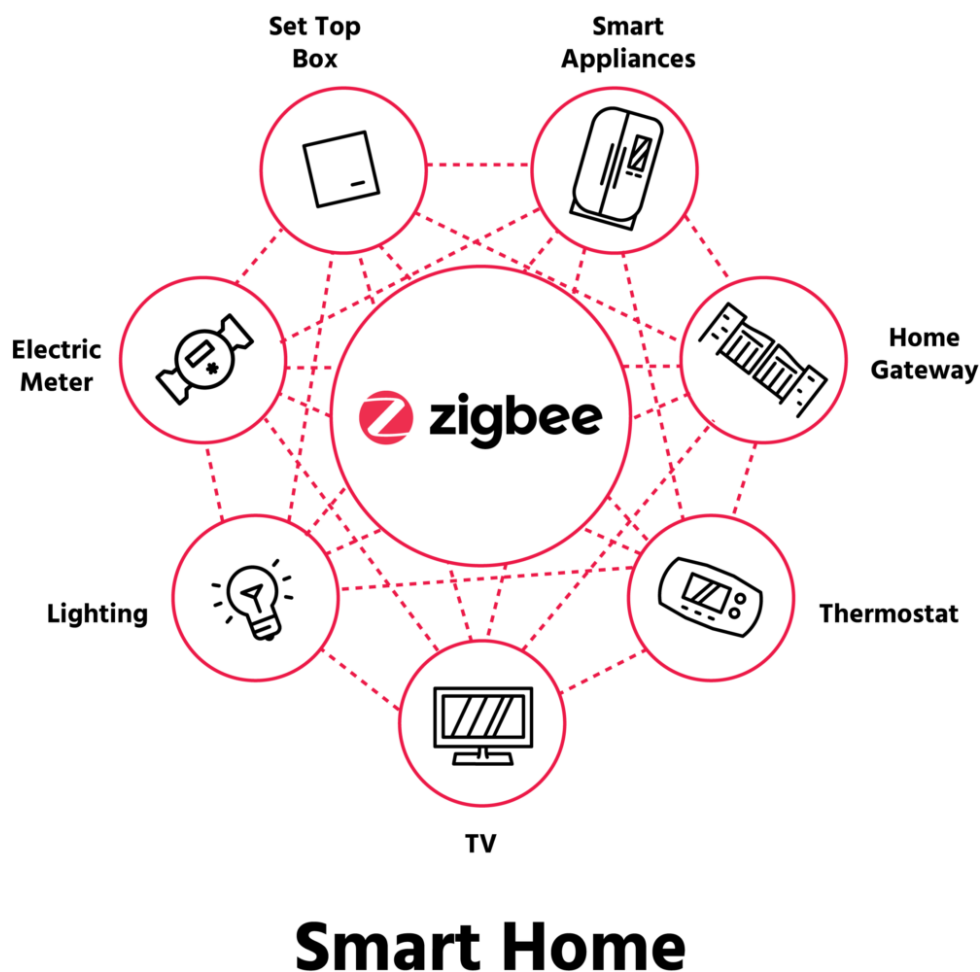 Set Top
Box
Smart
Appliances
Electric
Meter
zigbee
Home
Gateway
Lighting
Thermostat
TV
Smart Home